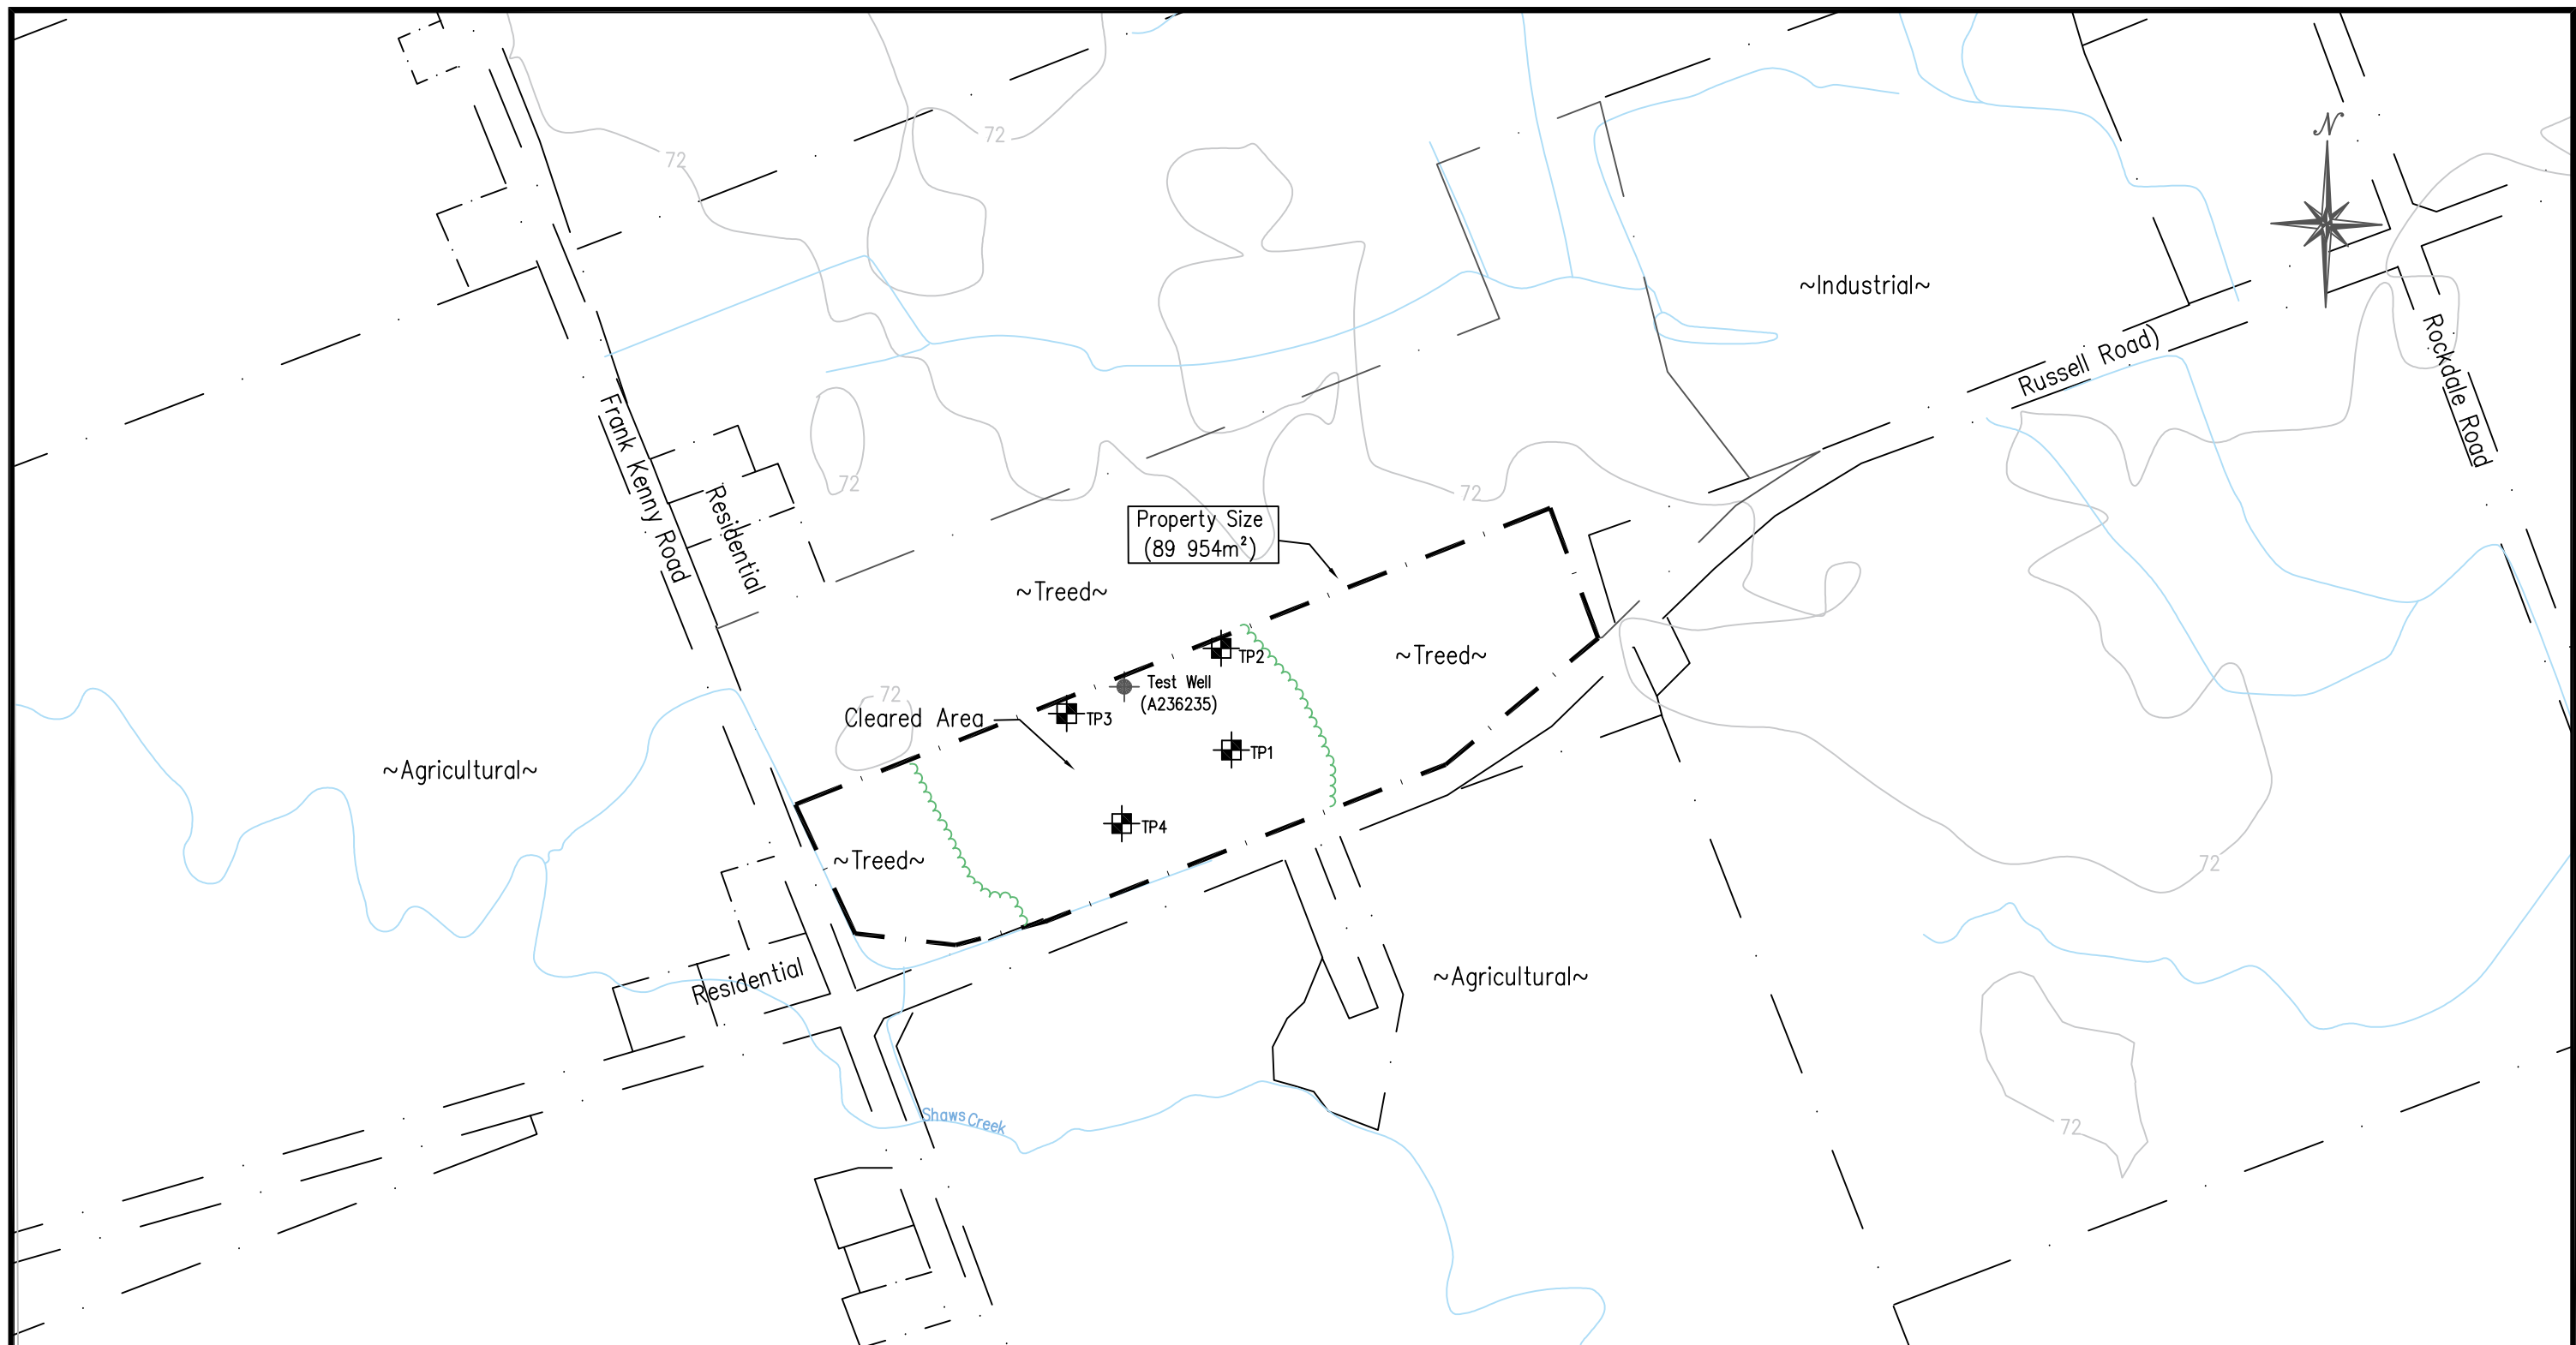 72
72
N
~Industrial~
Russell Road)
Rockdale Road
Frank Kenny Road
Residential
72
72
Property Size
(89 954m²)
~Treed~
~Treed~
TP2
Test Well
(A236235)
72
TP3
Cleared Area
TP1
~Agricultural~
TP4
~Treed~
72
Residential
~Agricultural~
Shaws Creek
72